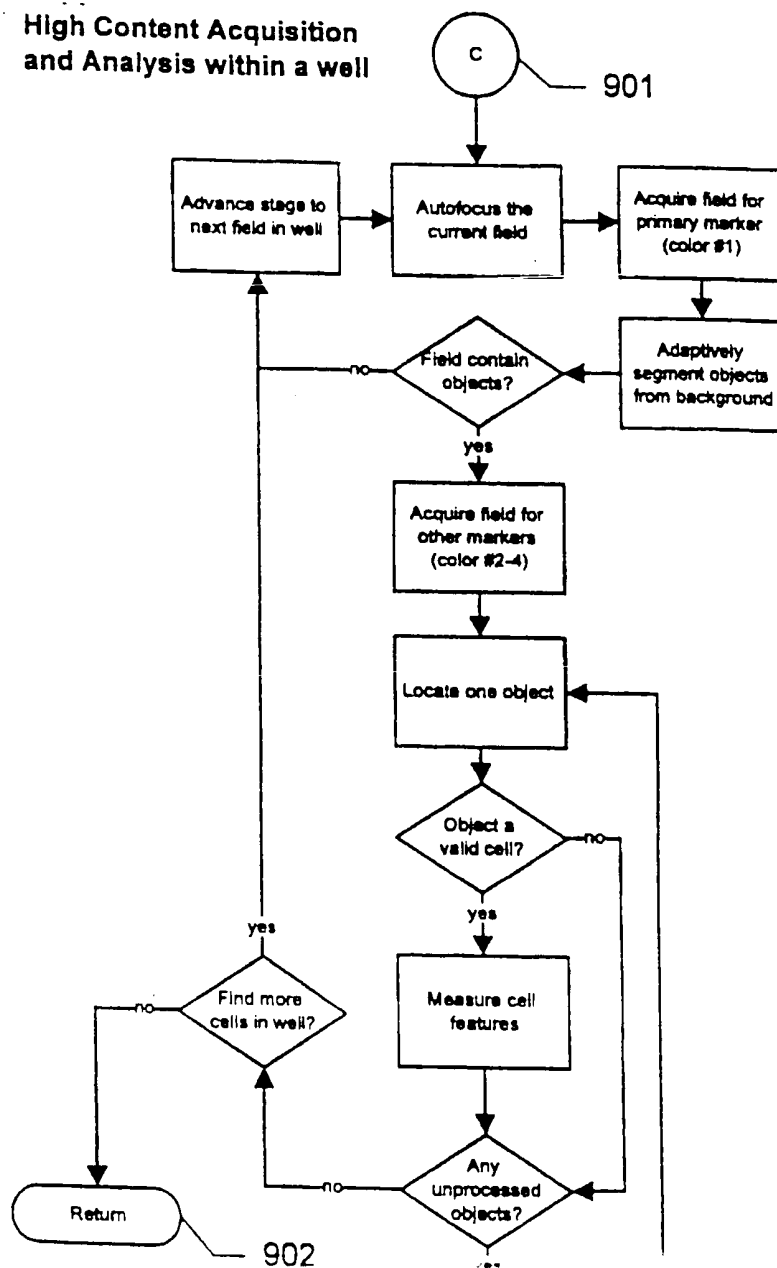 High Content Acquisition
and Analysis within a well
C
901
Advance stage to
next field in well
Autofocus the
current field
Acquire field for
primary marker
(color #1)
Field contain
objects?
no
Adaptively
segment objects
from background
yes
Acquire field for
other markers
(color #2-4)
Locate one object
Object a
valid cell?
no
yes
yes
Measure cell
features
no
Find more
cells in well?
Any
unprocessed
objects?
no
Return
902